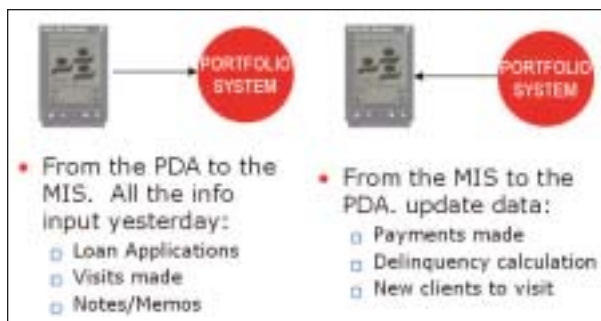 PORTFOLIO
SYSTEM
• From the PDA to the
MIS. All the info
input yesterday:
Loan Applications
Visits made
Notes/Memos
PORTFOLIO
SYSTEM
• From the MIS to the
PDA. update data:
Payments made
Delinquency calculation
New clients to visit